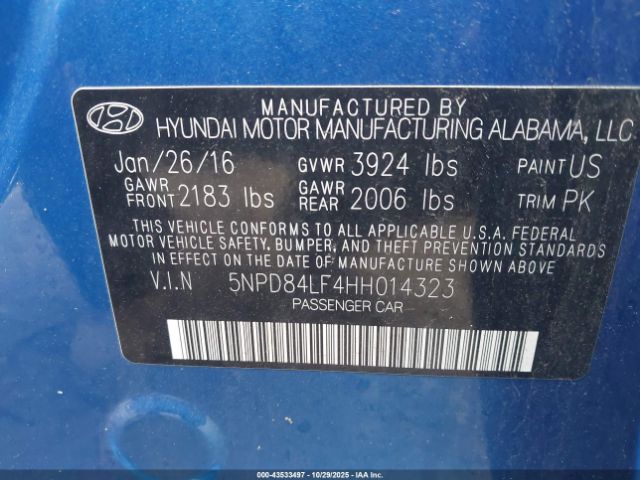 MANUFACTURED BY
HYUNDAI MOTOR MANUFACTURING ALABAMA, LLC
Jan/26/16 GVWR 3924 lbs PAINT US
GAWR FRONT 2183 lbs GAWR REAR 2006 lbs TRIM PK
THIS VEHICLE CONFORMS TO ALL APPLICABLE U.S.A. FEDERAL
MOTOR VEHICLE SAFETY, BUMPER, AND THEFT PREVENTION STANDARDS
IN EFFECT ON THE DATE OF MANUFACTURE SHOWN ABOVE.
V.I.N 5NPD84LF4HH014323
PASSENGER CAR
000-43533497 - 10/29/2025 - IAAI.COM